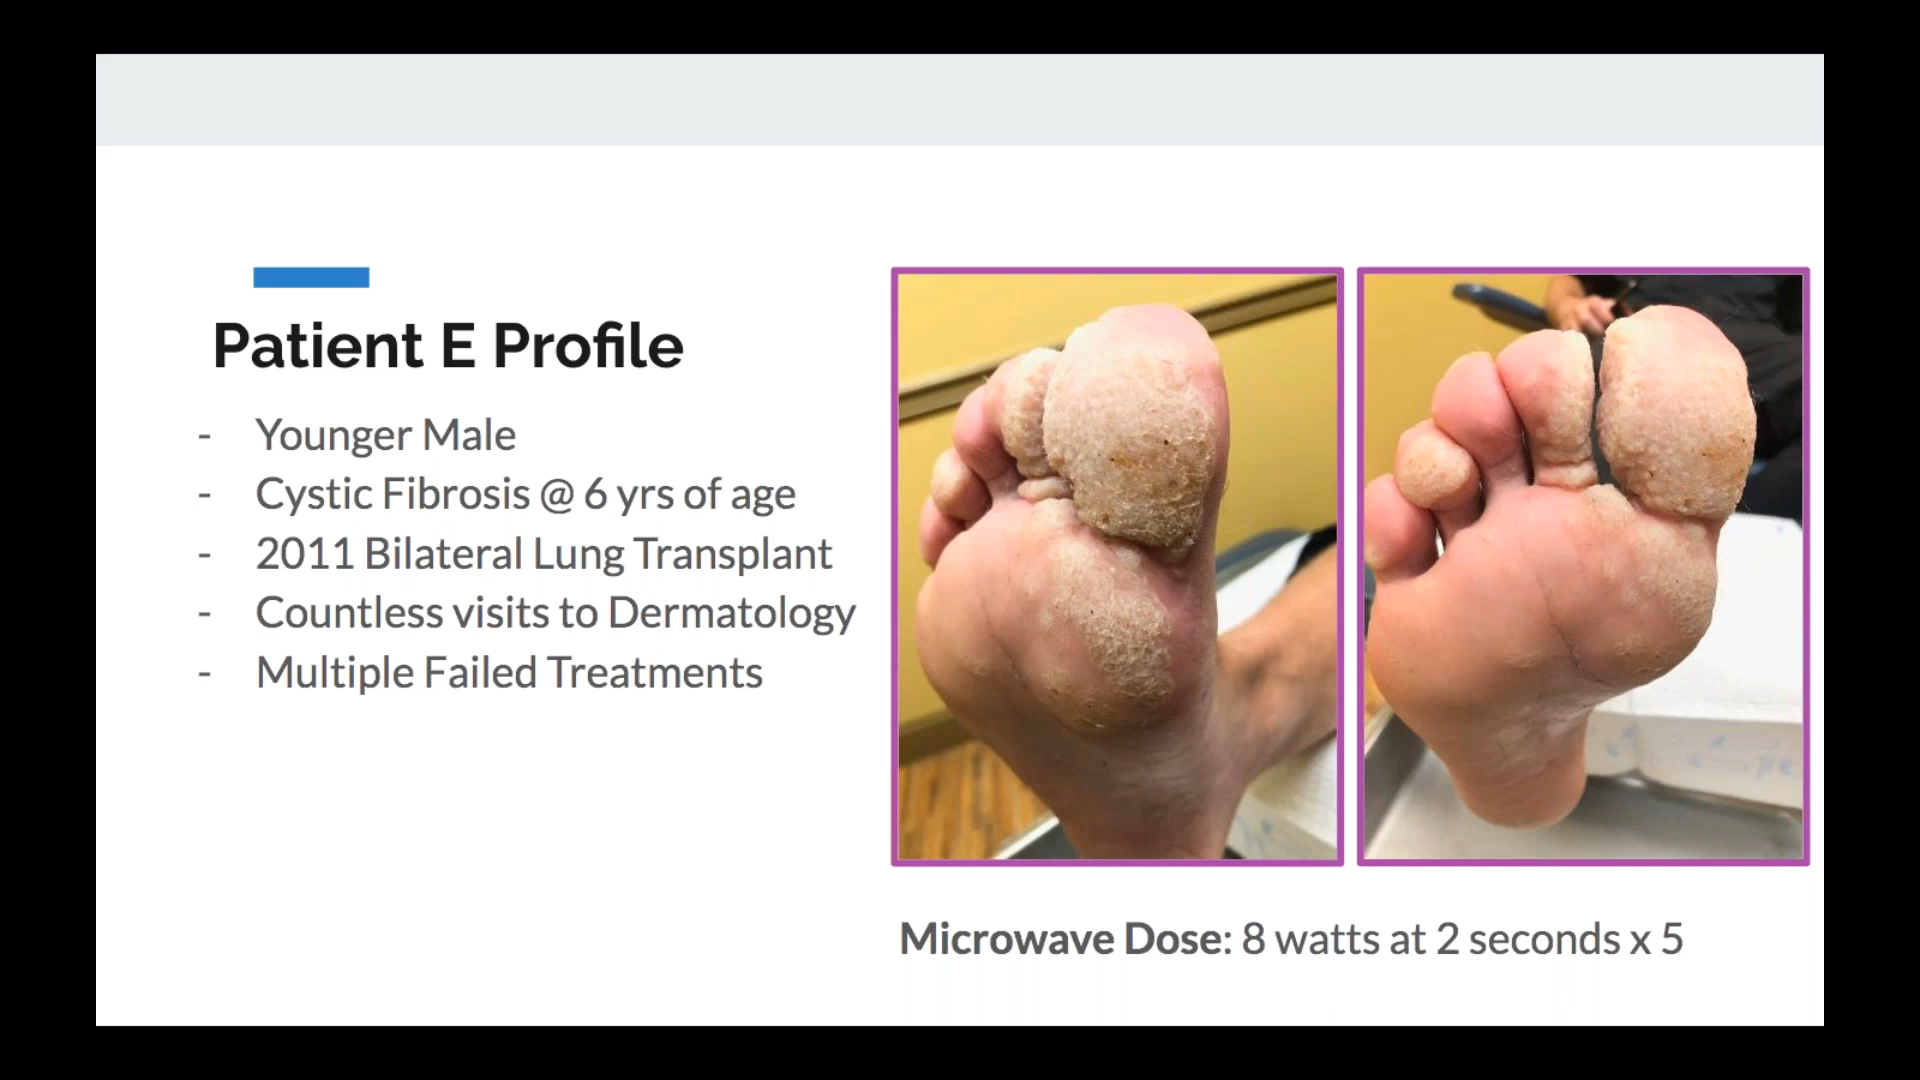 Patient E Profile
- Younger Male
- Cystic Fibrosis @ 6 yrs of age
- 2011 Bilateral Lung Transplant
- Countless visits to Dermatology
- Multiple Failed Treatments
Microwave Dose: 8 watts at 2 seconds x 5